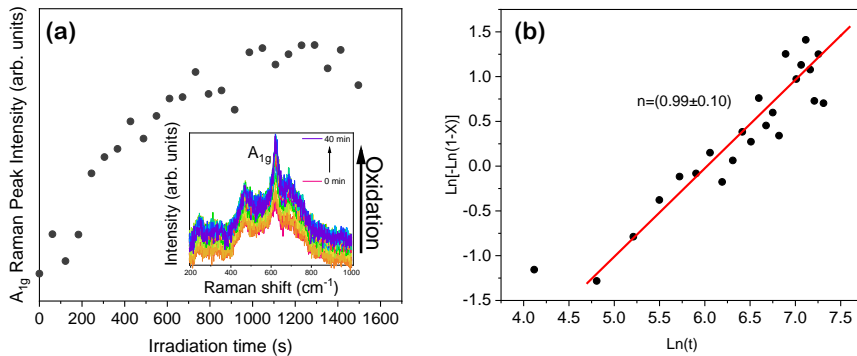 (a)
A1g Raman Peak Intensity (arb. units)
0 200 400 600 800 1000 1200 1400 1600
Irradiation time (s)
A1g
40 min
0 min
Oxidation
Intensity (arb. units)
200 400 600 800 1000
Raman shift (cm-1)
(b)
n=(0.99±0.10)
Ln[-Ln(1-X)]
1.5
1.0
0.5
0.0
-0.5
-1.0
-1.5
4.0 4.5 5.0 5.5 6.0 6.5 7.0 7.5
Ln(t)